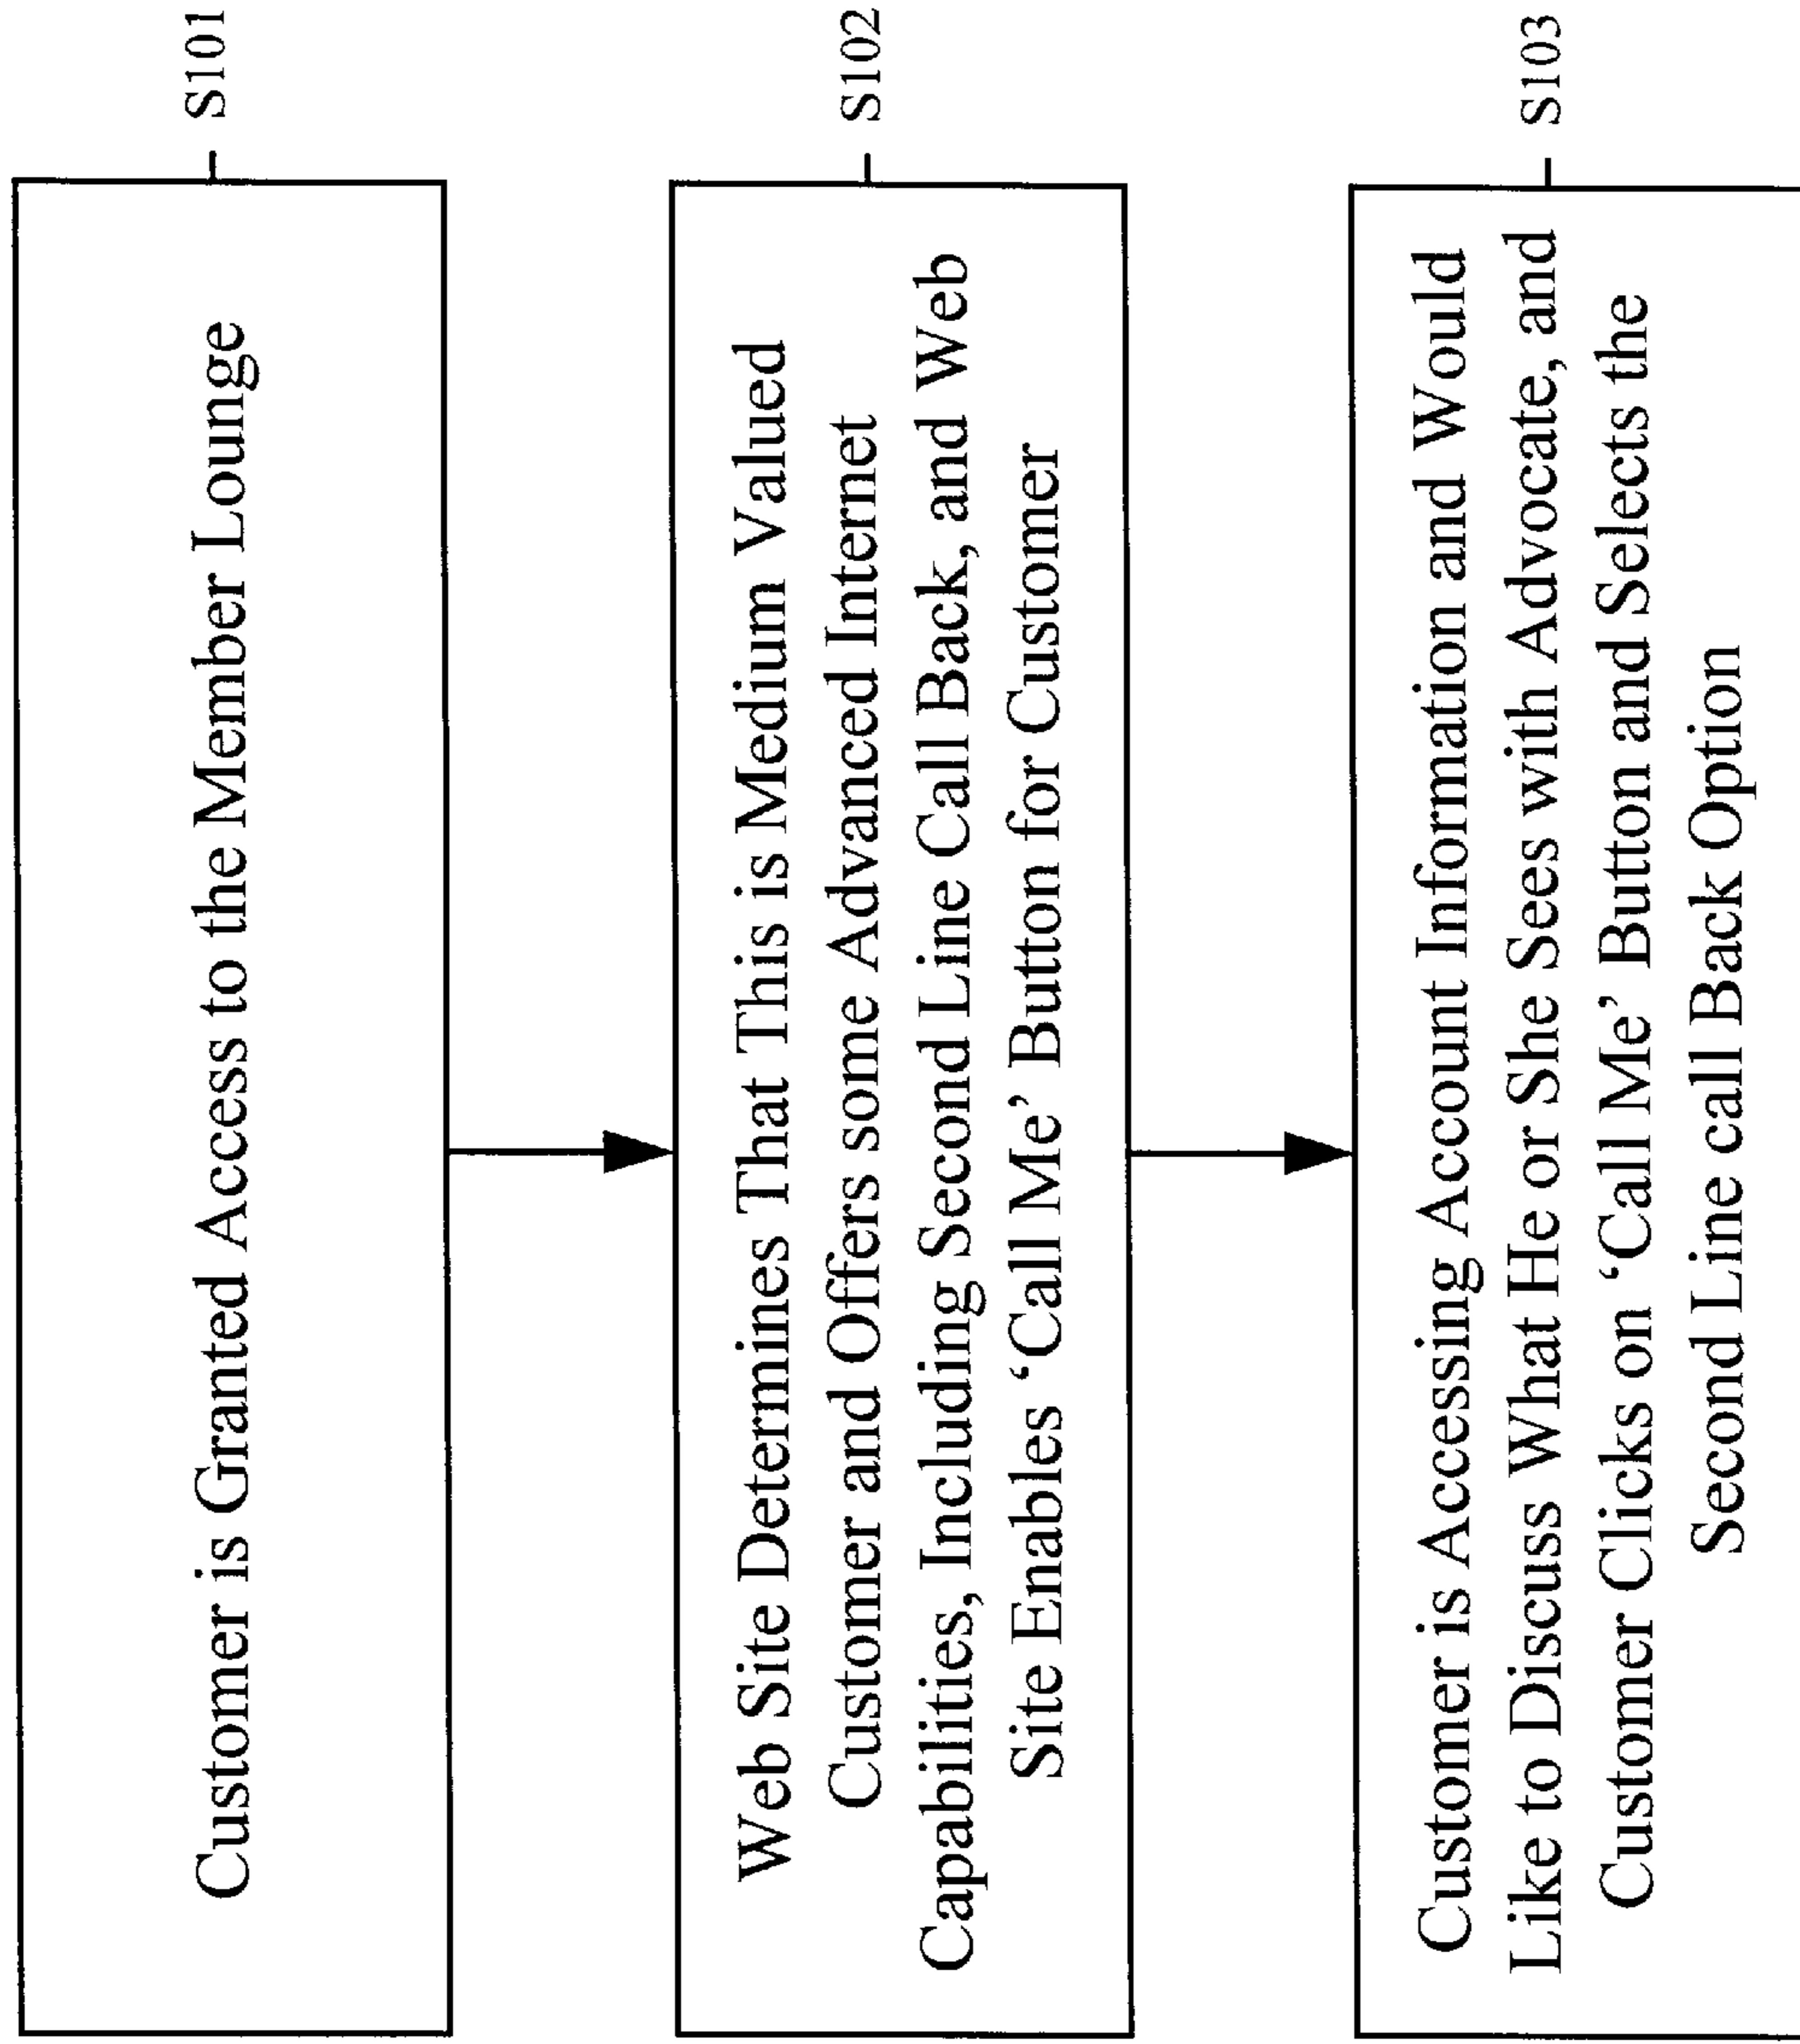 Customer is Granted Access to the Member Lounge
S101
Web Site Determines That This is Medium Valued
Customer and Offers some Advanced Internet
Capabilities, Including Second Line Call Back, and Web
Site Enables ‘Call Me’ Button for Customer
S102
Customer is Accessing Account Information and Would
Like to Discuss What He or She Sees with Advocate, and
Customer Clicks on ‘Call Me’ Button and Selects the
Second Line call Back Option
S103